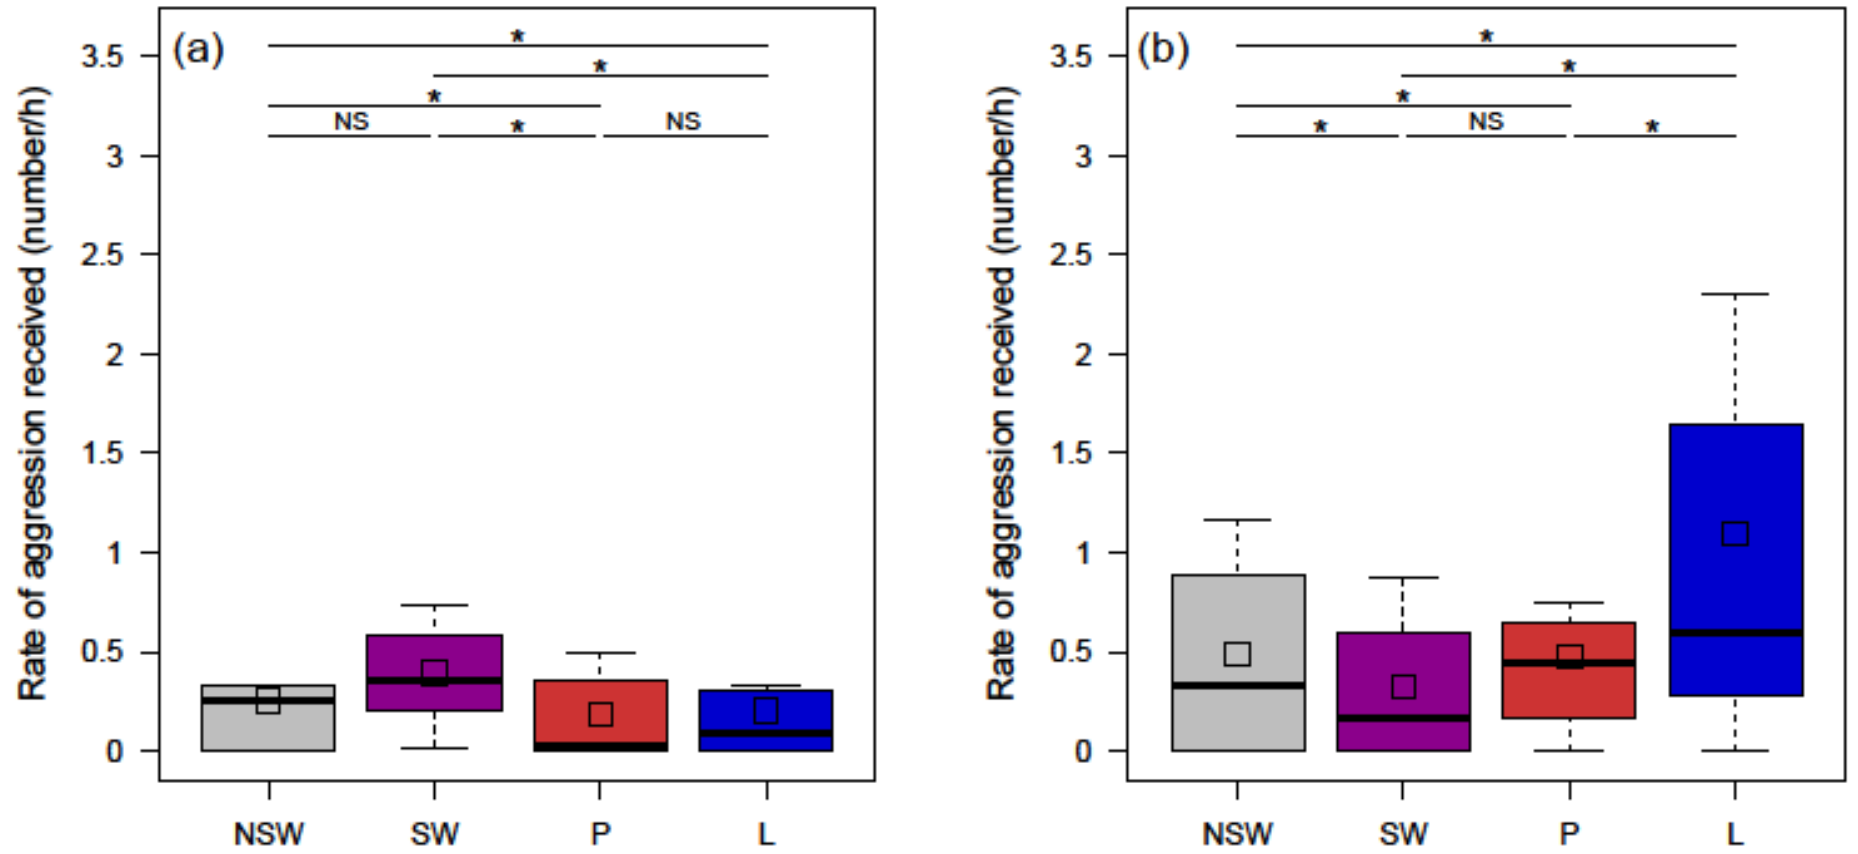 (a)
Rate of aggression received (number/h)
3.5
3
2.5
2
1.5
1
0.5
0
*
*
*
NS * NS
NSW SW P L
(b)
Rate of aggression received (number/h)
3.5
3
2.5
2
1.5
1
0.5
0
*
*
*
* NS *
NSW SW P L